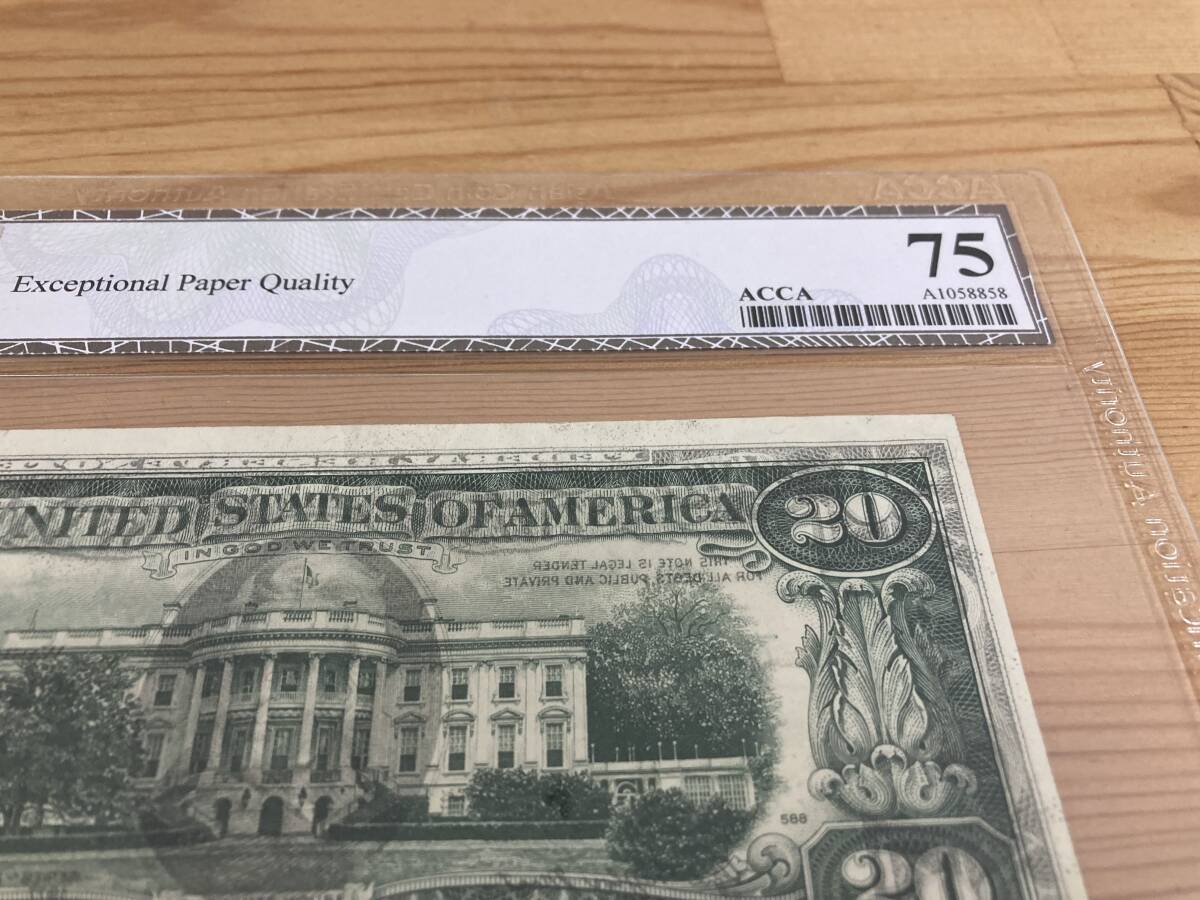 Exceptional Paper Quality
75
ACCA
A1058858
ACCA
UNITED STATES OF AMERICA
20
IN GOD WE TRUST
THIS NOTE IS LEGAL TENDER
FOR ALL DEBTS, PUBLIC AND PRIVATE
588
20